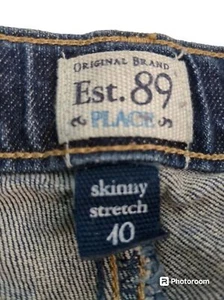 ORIGINAL BRAND
Est. 89
PLACE
skinny
stretch
10
Photoroom